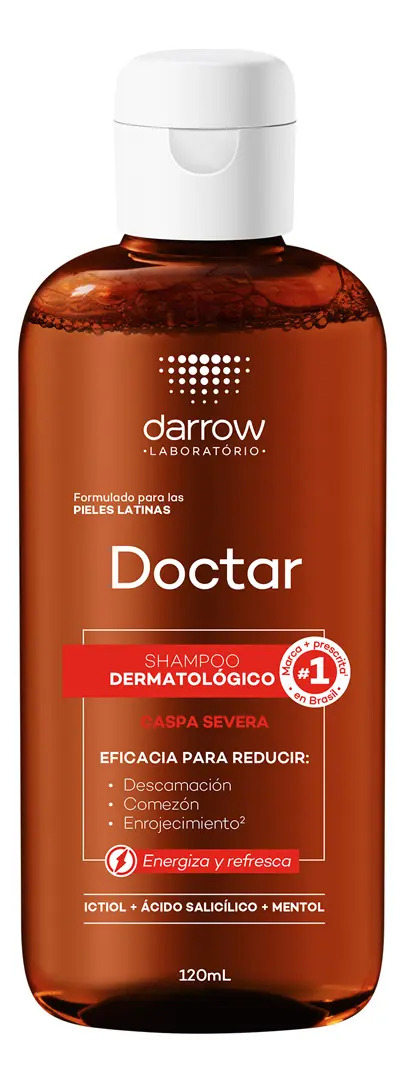 darrow
•LABORATÓRIO•
Formulado para las
PIELES LATINAS
Doctar
SHAMPOO
DERMATOLÓGICO
Marca + prescrita¹
#1
en Brasil
CASPA SEVERA
EFICACIA PARA REDUCIR:
• Descamación
• Comezón
• Enrojecimiento²
Energiza y refresca
ICTIOL + ÁCIDO SALICÍLICO + MENTOL
120mL